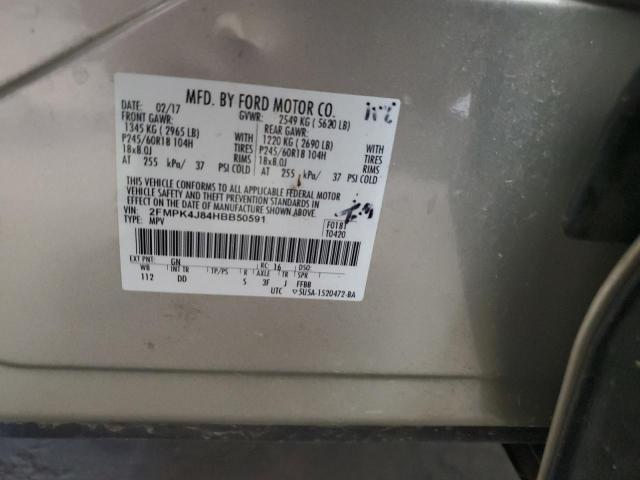 MFD. BY FORD MOTOR CO.
DATE: 02/17 GVWR: 2549 KG ( 5620 LB)
FRONT GAWR: REAR GAWR:
1345 KG ( 2965 LB) WITH 1220 KG ( 2690 LB) WITH
P245/60R18 104H TIRES P245/60R18 104H TIRES
18x8.0J RIMS 18x8.0J RIMS
AT 255 kPa/ 37 PSI COLD AT 255 kPa/ 37 PSI COLD
THIS VEHICLE CONFORMS TO ALL APPLICABLE FEDERAL MOTOR
VEHICLE SAFETY AND THEFT PREVENTION STANDARDS IN
EFFECT ON THE DATE OF MANUFACTURE SHOWN ABOVE.
VIN: 2FMPK4J84HBB50591 F0181
TYPE: MPV T0420
EXT PNT: GN RC: 16 DSO:
WB INT TR TP/PS R AXLE TR SPR
112 DD S 3F J FFBB
UTC 5U5A-1520472-BA